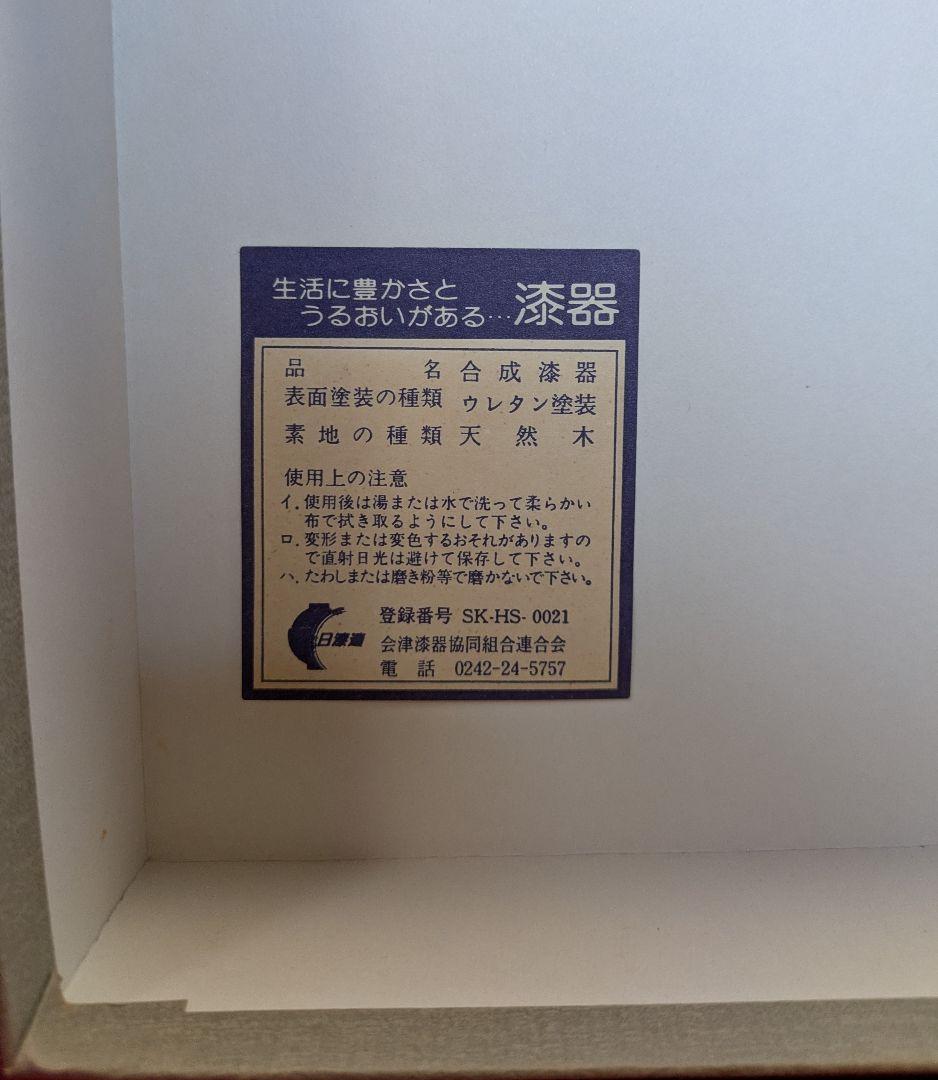 生活に豊かさと
うるおいがある…漆器
品名 合成漆器
表面塗装の種類 ウレタン塗装
素地の種類 天然木
使用上の注意
イ.使用後は湯または水で洗って柔らかい
布で拭き取るようにして下さい。
ロ.変形または変色するおそれがありますの
で直射日光は避けて保存して下さい。
ハ.たわしまたは磨き粉等で磨かないで下さい。
日漆連
登録番号 SK-HS-0021
会津漆器協同組合連合会
電話 0242-24-5757